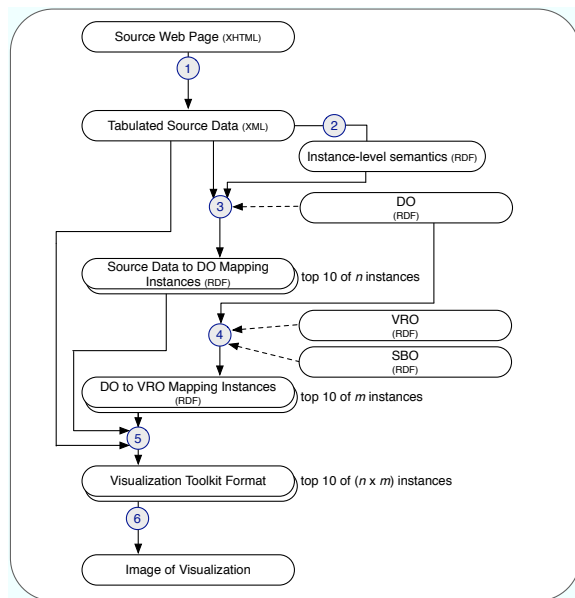 Source Web Page (XHTML)
1
Tabulated Source Data (XML)
2
Instance-level semantics (RDF)
3
DO
(RDF)
Source Data to DO Mapping
Instances (RDF)
top 10 of n instances
4
VRO
(RDF)
SBO
(RDF)
DO to VRO Mapping Instances
(RDF)
top 10 of m instances
5
Visualization Toolkit Format
top 10 of (n x m) instances
6
Image of Visualization